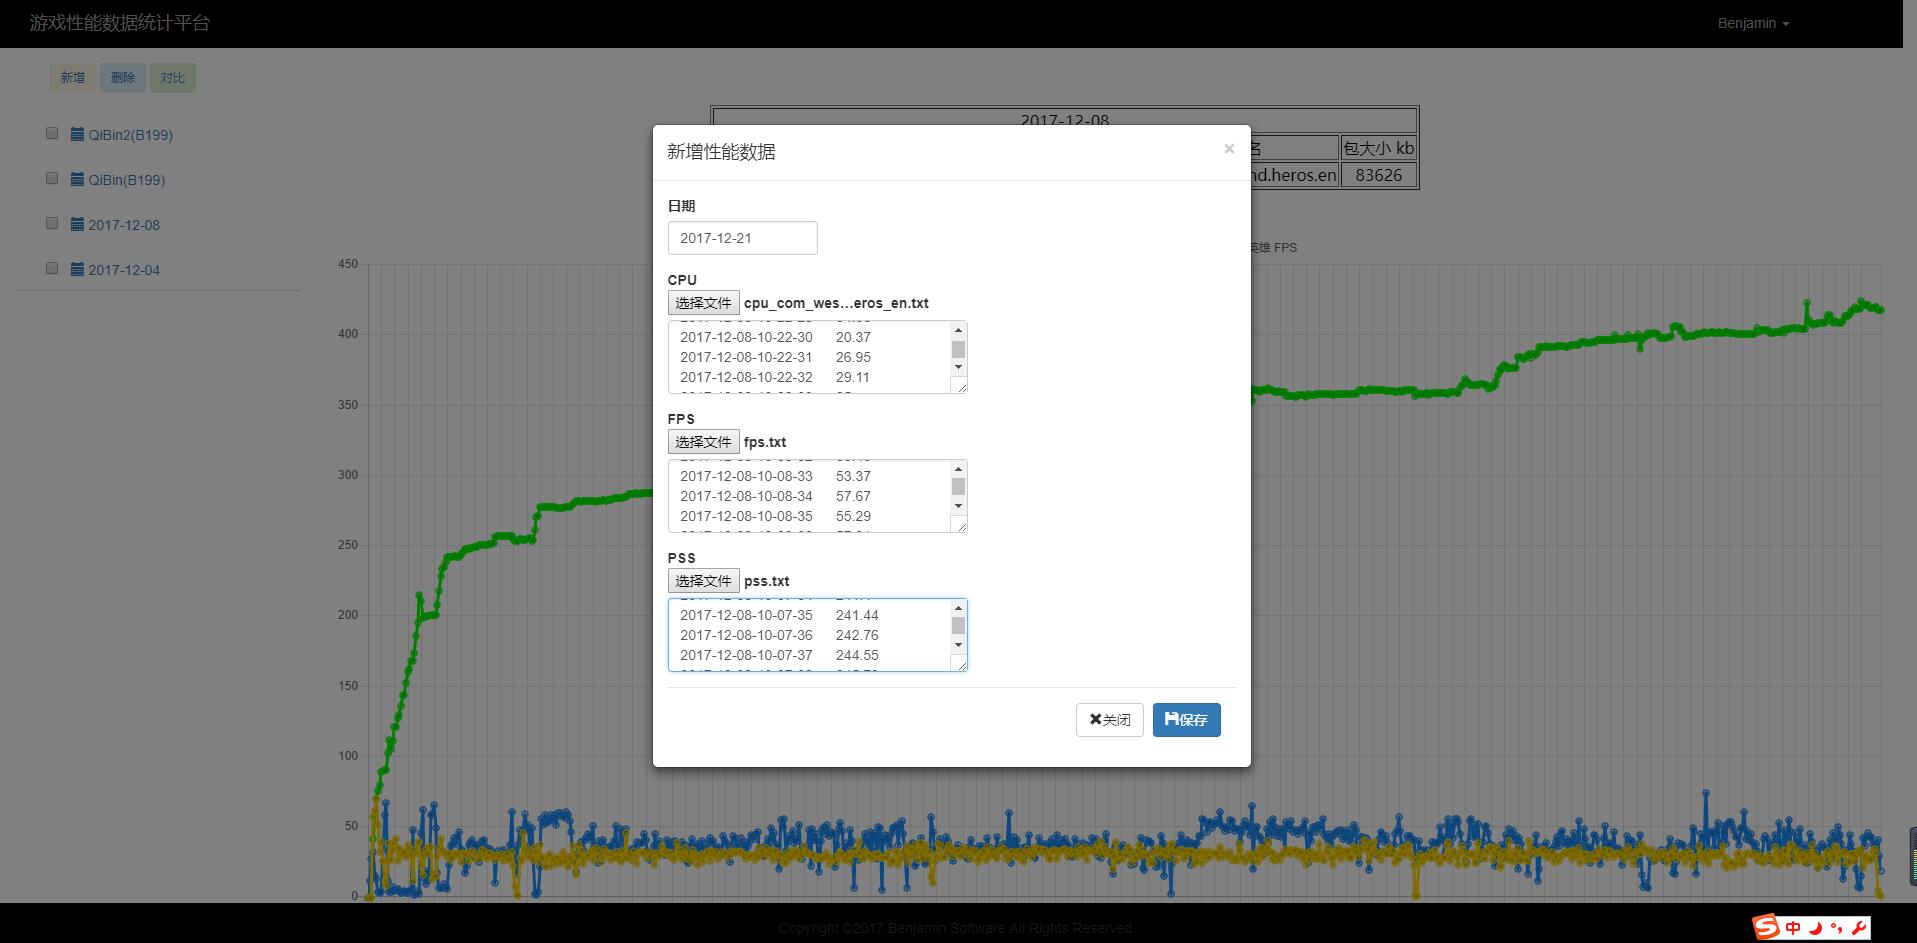 游戏性能数据统计平台
Benjamin
新增 删除 对比
QiBin2(B199)
QiBin(B199)
2017-12-08
2017-12-04
2017-12-08
名 包大小 kb
nd.heros.en 83626
英雄 FPS
450
400
350
300
250
200
150
100
50
0
新增性能数据 ×
日期
2017-12-21
CPU
选择文件 cpu_com_wes…eros_en.txt
2017-12-08-10-22-30 20.37
2017-12-08-10-22-31 26.95
2017-12-08-10-22-32 29.11
FPS
选择文件 fps.txt
2017-12-08-10-08-33 53.37
2017-12-08-10-08-34 57.67
2017-12-08-10-08-35 55.29
PSS
选择文件 pss.txt
2017-12-08-10-07-35 241.44
2017-12-08-10-07-36 242.76
2017-12-08-10-07-37 244.55
关闭 保存
Copyright ©2017 Benjamin Software All Rights Reserved
中